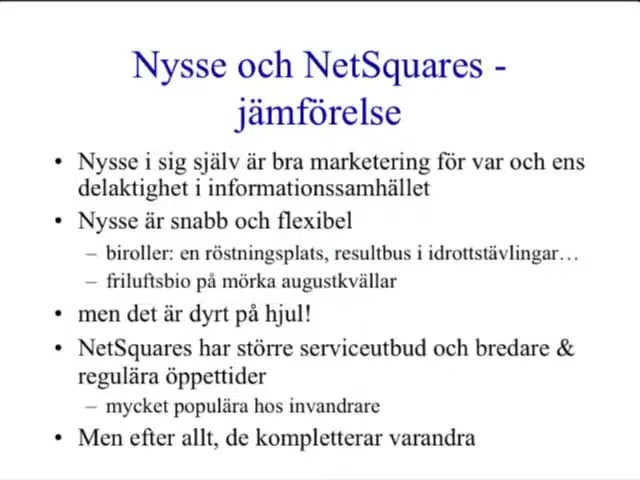 Nysse och NetSquares -
jämförelse
• Nysse i sig själv är bra marketering för var och ens
delaktighet i informationssamhället
• Nysse är snabb och flexibel
– biroller: en röstningsplats, resultbus i idrottstävlingar…
– friluftsbio på mörka augustkvällar
• men det är dyrt på hjul!
• NetSquares har större serviceutbud och bredare &
regulära öppettider
– mycket populära hos invandrare
• Men efter allt, de kompletterar varandra